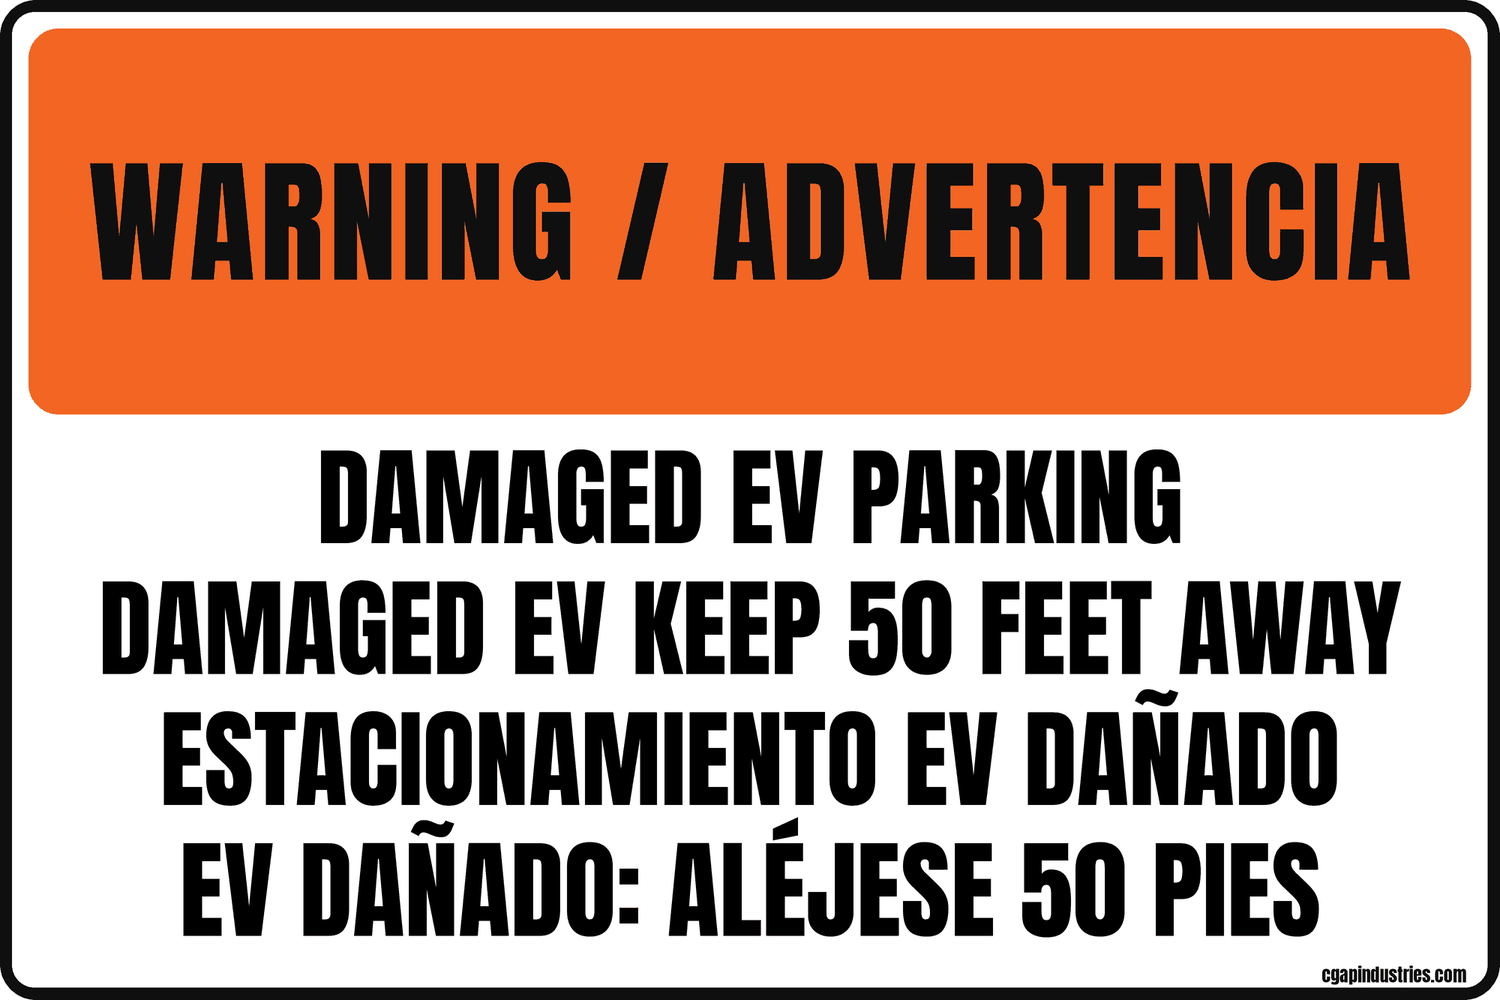 WARNING / ADVERTENCIA
DAMAGED EV PARKING
DAMAGED EV KEEP 50 FEET AWAY
ESTACIONAMIENTO EV DAÑADO
EV DAÑADO: ALÉJESE 50 PIES
cgapindustries.com